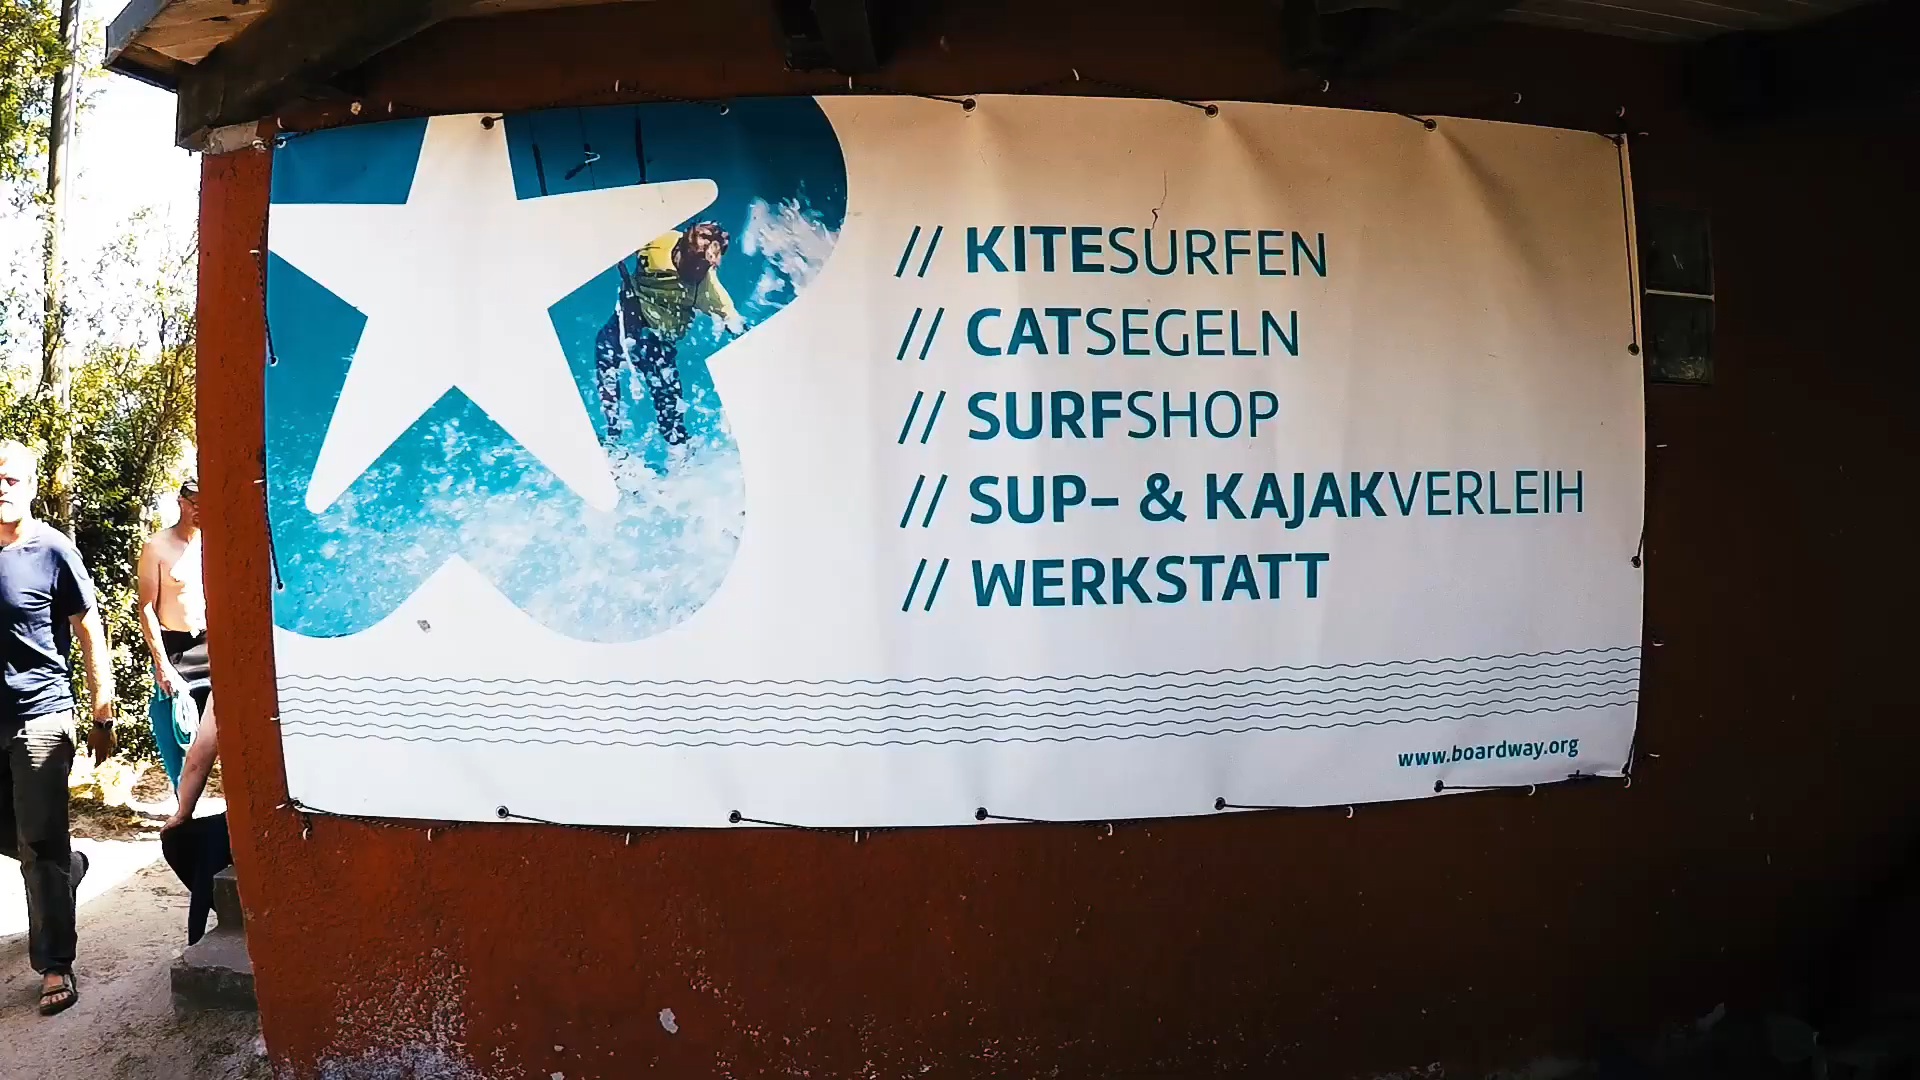 // KITESURFEN
// CATSEGELN
// SURFSHOP
// SUP- & KAJAKVERLEIH
// WERKSTATT
www.boardway.org